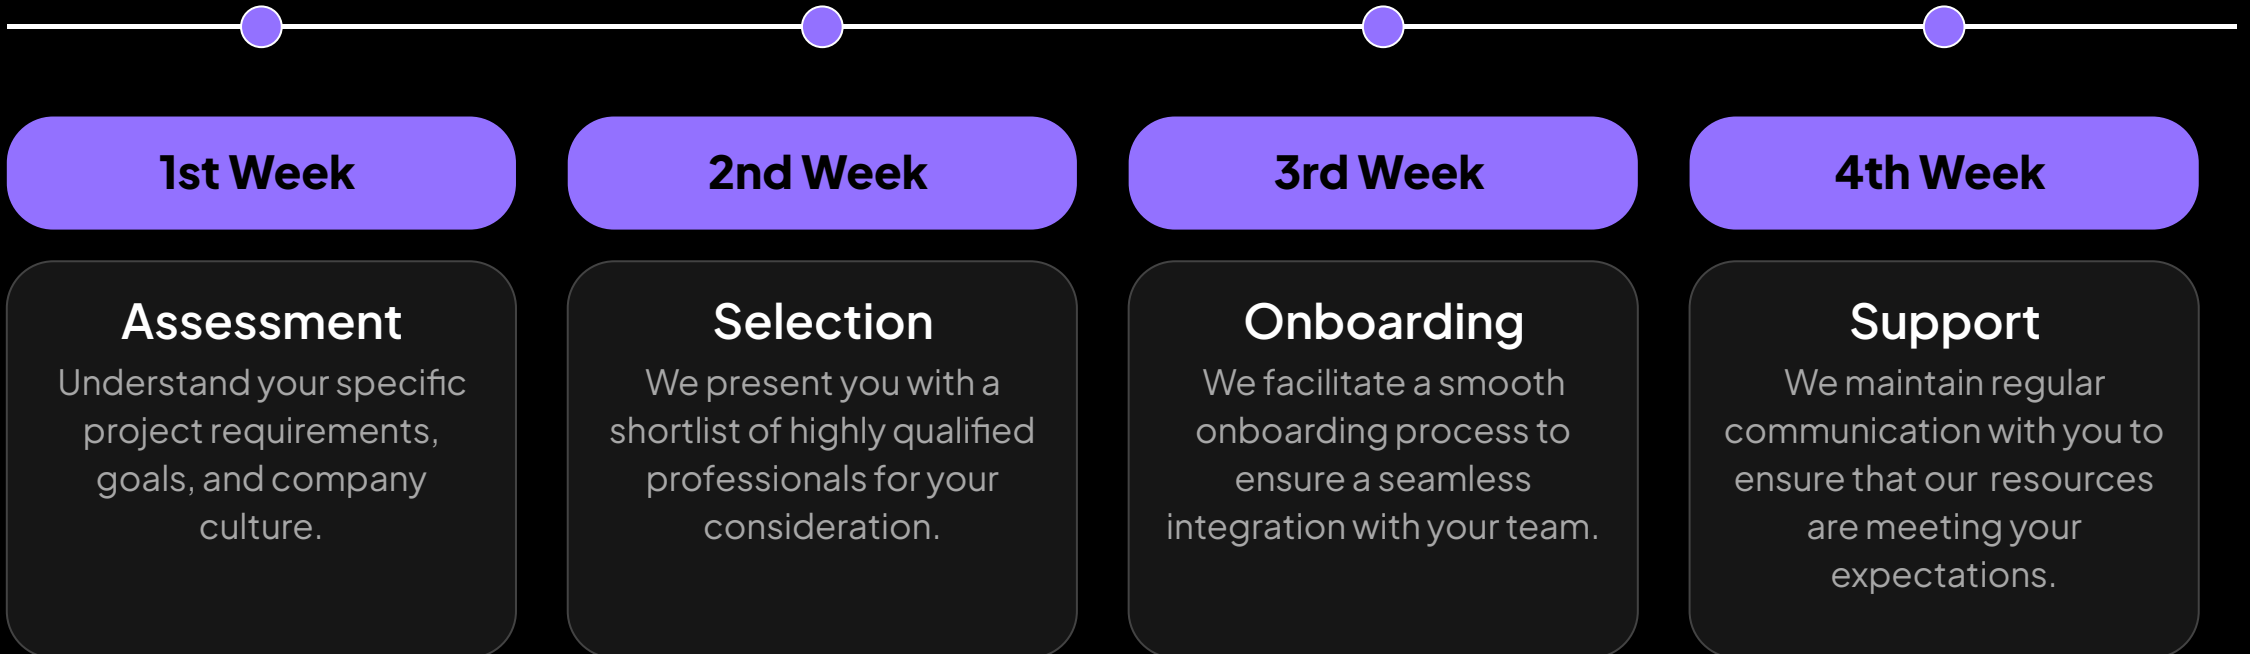 1st Week
2nd Week
3rd Week
4th Week
Assessment
Understand your specific
project requirements,
goals, and company
culture.
Selection
We present you with a
shortlist of highly qualified
professionals for your
consideration.
Onboarding
We facilitate a smooth
onboarding process to
ensure a seamless
integration with your team.
Support
We maintain regular
communication with you to
ensure that our  resources
are meeting your
expectations.